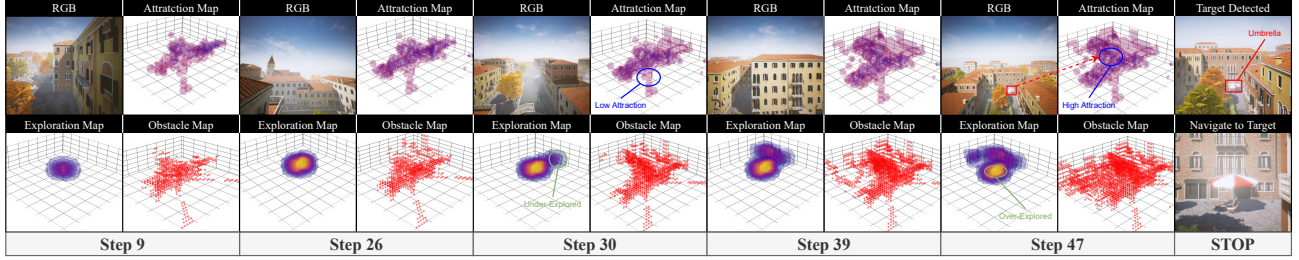 RGB Attratction Map RGB Attratction Map RGB Attratction Map RGB Attratction Map RGB Attratction Map Target Detected
Umbrella
Low Attraction
High Attraction
Exploration Map Obstacle Map Exploration Map Obstacle Map Exploration Map Obstacle Map Exploration Map Obstacle Map Exploration Map Obstacle Map Navigate to Target
Under-Explored
Over-Explored
Step 9 Step 26 Step 30 Step 39 Step 47 STOP